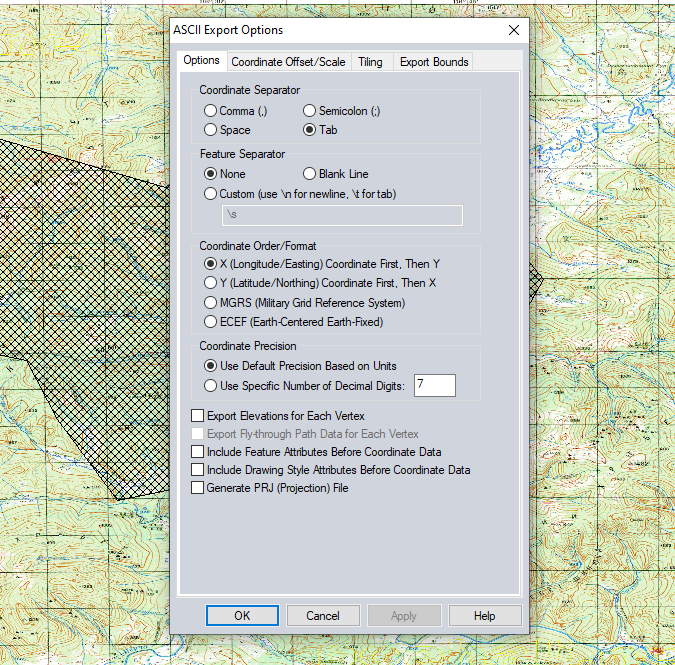 ASCII Export Options
Options
Coordinate Offset/Scale
Tiling
Export Bounds
Coordinate Separator
Comma (,)
Semicolon (;)
Space
Tab
Feature Separator
None
Blank Line
Custom (use \n for newline, \t for tab)
\s
Coordinate Order/Format
X (Longitude/Easting) Coordinate First, Then Y
Y (Latitude/Northing) Coordinate First, Then X
MGRS (Military Grid Reference System)
ECEF (Earth-Centered Earth-Fixed)
Coordinate Precision
Use Default Precision Based on Units
Use Specific Number of Decimal Digits:
7
Export Elevations for Each Vertex
Export Fly-through Path Data for Each Vertex
Include Feature Attributes Before Coordinate Data
Include Drawing Style Attributes Before Coordinate Data
Generate PRJ (Projection) File
OK
Cancel
Apply
Help